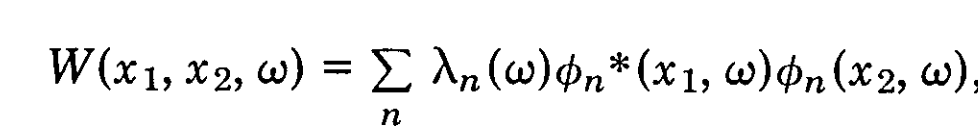 W(x₁, x₂, ω) = ∑ₙ λₙ(ω)ϕₙ*(x₁, ω)ϕₙ(x₂, ω),